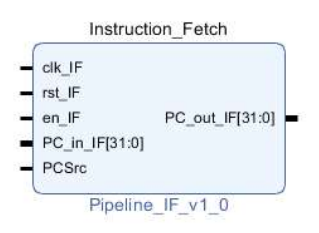 Instruction_Fetch
clk_IF
rst_IF
en_IF
PC_out_IF[31:0]
PC_in_IF[31:0]
PCSrc
Pipeline_IF_v1_0